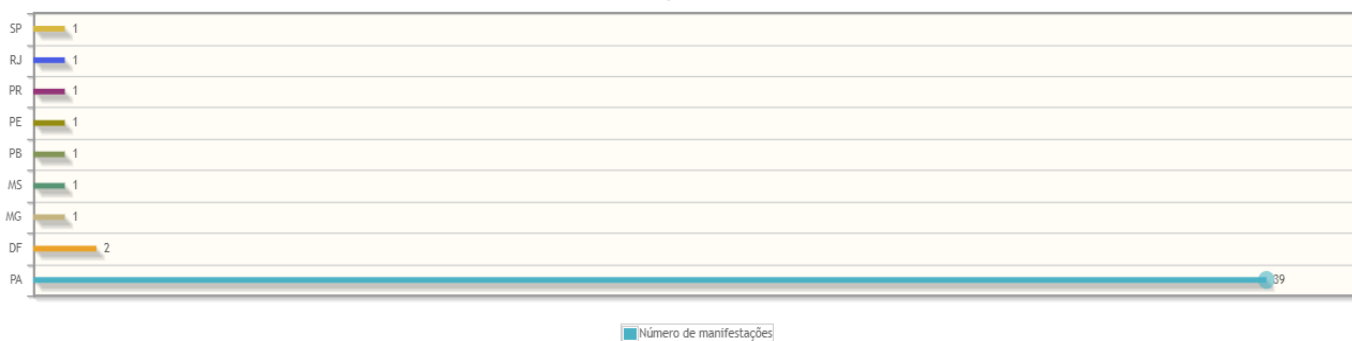 SP 1
RJ 1
PR 1
PE 1
PB 1
MS 1
MG 1
DF 2
PA 39
Número de manifestações